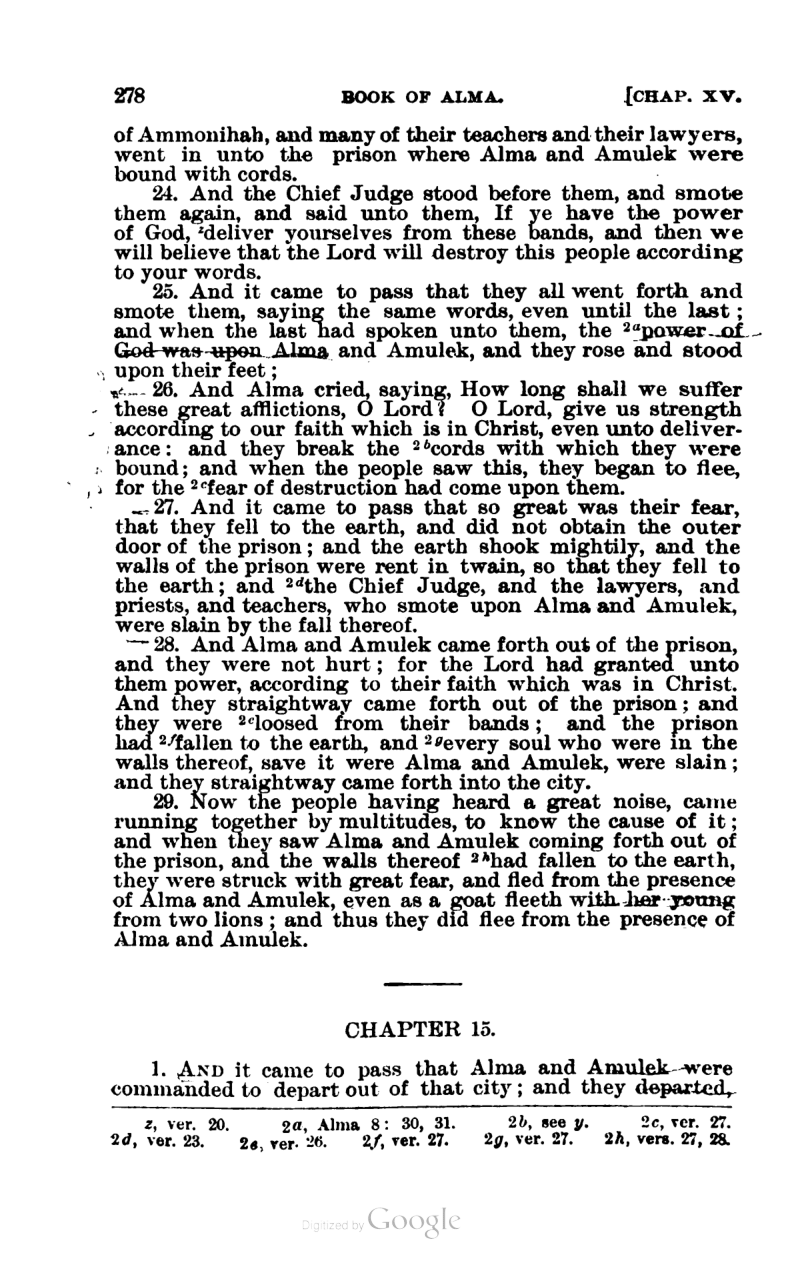 278 BOOK OF ALMA. [CHAP. XV.
of Ammonihah, and many of their teachers and their lawyers,
went in unto the prison where Alma and Amulek were
bound with cords.
24. And the Chief Judge stood before them, and smote
them again, and said unto them, If ye have the power
of God, ᶻdeliver yourselves from these bands, and then we
will believe that the Lord will destroy this people according
to your words.
25. And it came to pass that they all went forth and
smote them, saying the same words, even until the last;
and when the last had spoken unto them, the ²ᵃpower of
God was upon Alma and Amulek, and they rose and stood
upon their feet;
26. And Alma cried, saying, How long shall we suffer
these great afflictions, O Lord? O Lord, give us strength
according to our faith which is in Christ, even unto deliver-
ance: and they break the ²ᵇcords with which they were
bound; and when the people saw this, they began to flee,
for the ²ᶜfear of destruction had come upon them.
27. And it came to pass that so great was their fear,
that they fell to the earth, and did not obtain the outer
door of the prison; and the earth shook mightily, and the
walls of the prison were rent in twain, so that they fell to
the earth; and ²ᵈthe Chief Judge, and the lawyers, and
priests, and teachers, who smote upon Alma and Amulek,
were slain by the fall thereof.
28. And Alma and Amulek came forth out of the prison,
and they were not hurt; for the Lord had granted unto
them power, according to their faith which was in Christ.
And they straightway came forth out of the prison; and
they were ²ᵉloosed from their bands; and the prison
had ²ᶠfallen to the earth, and ²ᵍevery soul who were in the
walls thereof, save it were Alma and Amulek, were slain;
and they straightway came forth into the city.
29. Now the people having heard a great noise, came
running together by multitudes, to know the cause of it;
and when they saw Alma and Amulek coming forth out of
the prison, and the walls thereof ²ʰhad fallen to the earth,
they were struck with great fear, and fled from the presence
of Alma and Amulek, even as a goat fleeth with her young
from two lions; and thus they did flee from the presence of
Alma and Amulek.
CHAPTER 15.
1. AND it came to pass that Alma and Amulek were
commanded to depart out of that city; and they departed,
z, ver. 20. 2a, Alma 8: 30, 31. 2b, see y. 2c, ver. 27.
2d, ver. 23. 2e, ver. 26. 2f, ver. 27. 2g, ver. 27. 2h, vers. 27, 28.
Digitized by Google